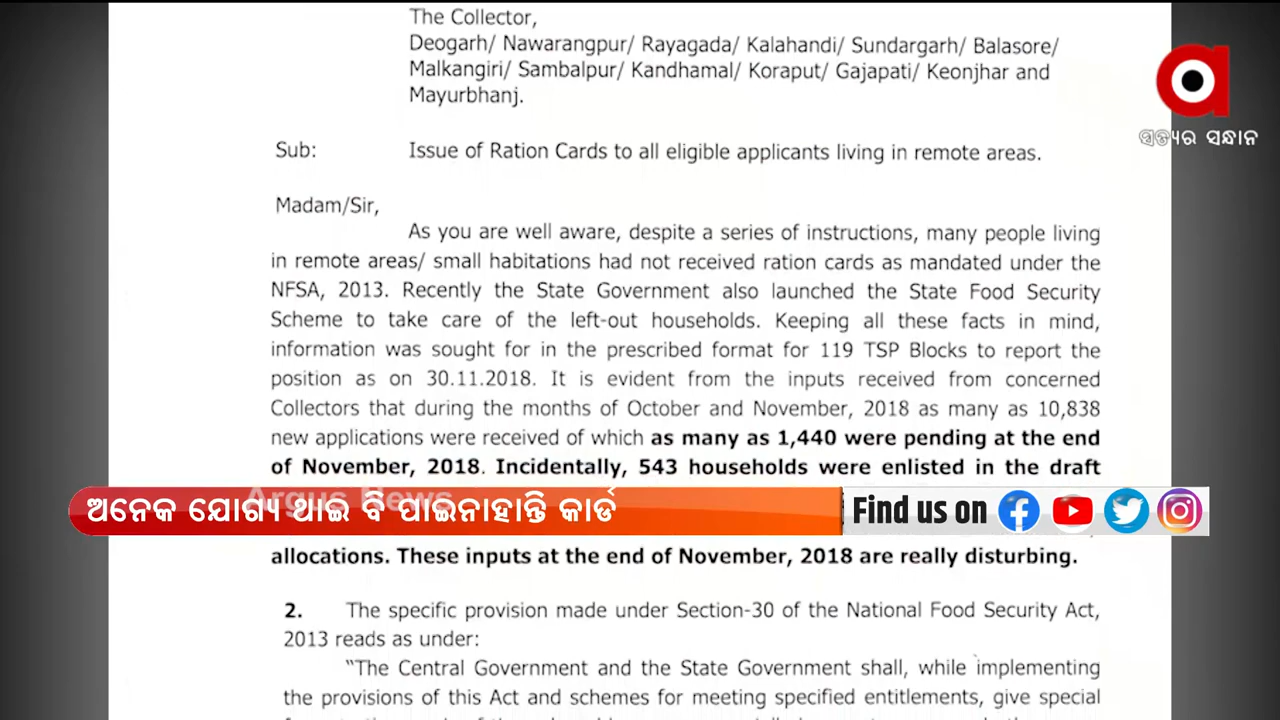 The Collector,
Deogarh/ Nawarangpur/ Rayagada/ Kalahandi/ Sundargarh/ Balasore/
Malkangiri/ Sambalpur/ Kandhamal/ Koraput/ Gajapati/ Keonjhar and
Mayurbhanj.
ସତ୍ୟର ସନ୍ଧାନ
Sub: Issue of Ration Cards to all eligible applicants living in remote areas.
Madam/Sir,
As you are well aware, despite a series of instructions, many people living
in remote areas/ small habitations had not received ration cards as mandated under the
NFSA, 2013. Recently the State Government also launched the State Food Security
Scheme to take care of the left-out households. Keeping all these facts in mind,
information was sought for in the prescribed format for 119 TSP Blocks to report the
position as on 30.11.2018. It is evident from the inputs received from concerned
Collectors that during the months of October and November, 2018 as many as 10,838
new applications were received of which as many as 1,440 were pending at the end
of November, 2018. Incidentally, 543 households were enlisted in the draft
Argus News
ଅନେକ ଯୋଗ୍ୟ ଥାଇ ବି ପାଇନାହାନ୍ତି କାର୍ଡ
Find us on
allocations. These inputs at the end of November, 2018 are really disturbing.
2. The specific provision made under Section-30 of the National Food Security Act,
2013 reads as under:
"The Central Government and the State Government shall, while implementing
the provisions of this Act and schemes for meeting specified entitlements, give special